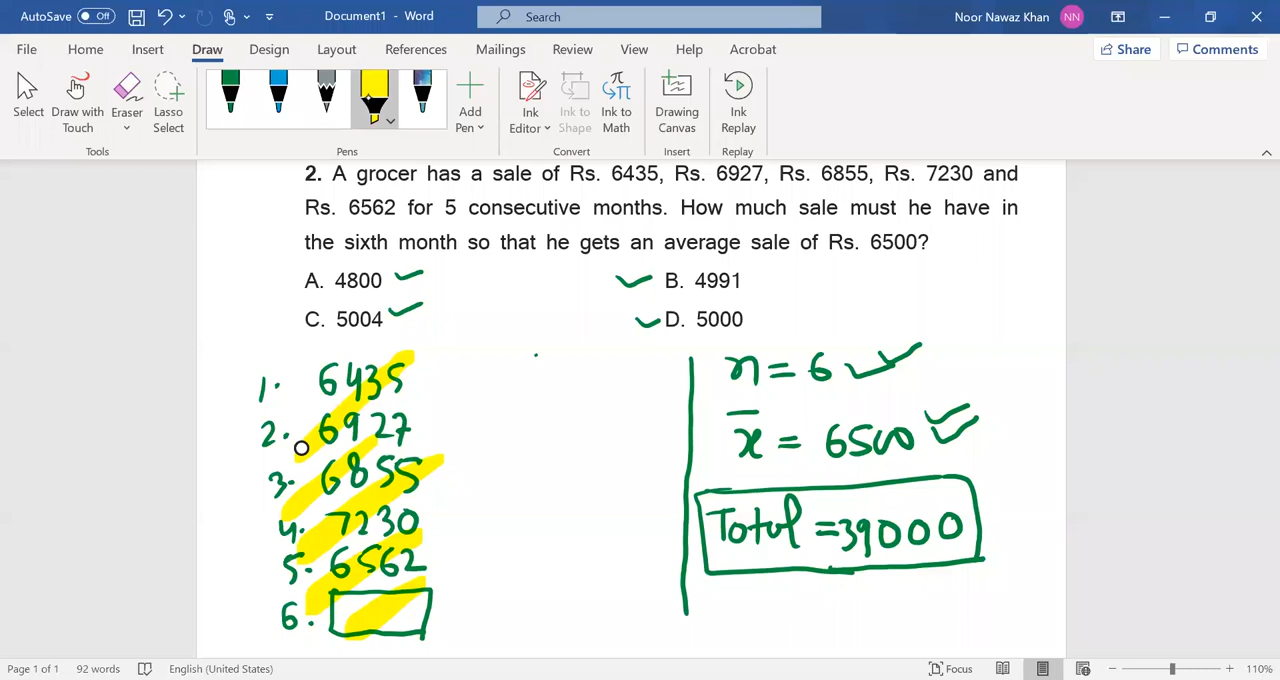 AutoSave Off Document1 - Word Search Noor Nawaz Khan NN
File Home Insert Draw Design Layout References Mailings Review View Help Acrobat Share Comments
Select Draw with Touch Eraser Lasso Select Add Pen Ink Editor Ink to Shape Ink to Math Drawing Canvas Ink Replay
Tools Pens Convert Insert Replay
2. A grocer has a sale of Rs. 6435, Rs. 6927, Rs. 6855, Rs. 7230 and
Rs. 6562 for 5 consecutive months. How much sale must he have in
the sixth month so that he gets an average sale of Rs. 6500?
A. 4800 B. 4991
C. 5004 D. 5000
1. 6435
2. 6927
3. 6855
4. 7230
5. 6562
6.
n = 6
x̅ = 6500
Total = 39000
Page 1 of 1 92 words English (United States) Focus 110%